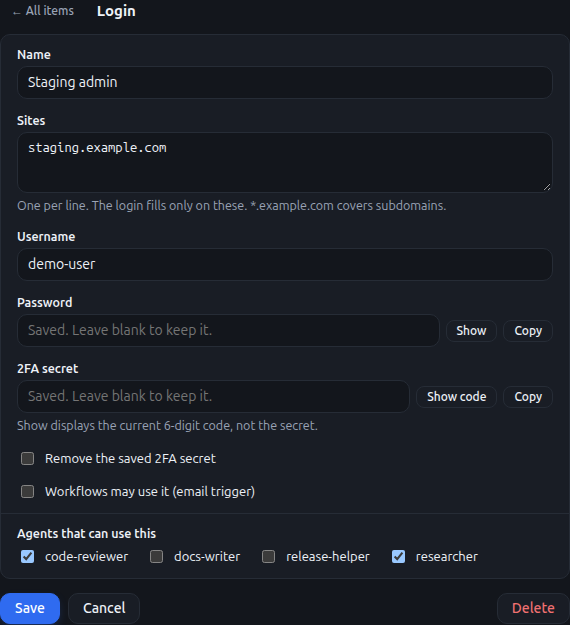 ← All items Login
Name
Staging admin
Sites
staging.example.com
One per line. The login fills only on these. *.example.com covers subdomains.
Username
demo-user
Password
Saved. Leave blank to keep it. Show Copy
2FA secret
Saved. Leave blank to keep it. Show code Copy
Show displays the current 6-digit code, not the secret.
Remove the saved 2FA secret
Workflows may use it (email trigger)
Agents that can use this
code-reviewer docs-writer release-helper researcher
Save Cancel Delete